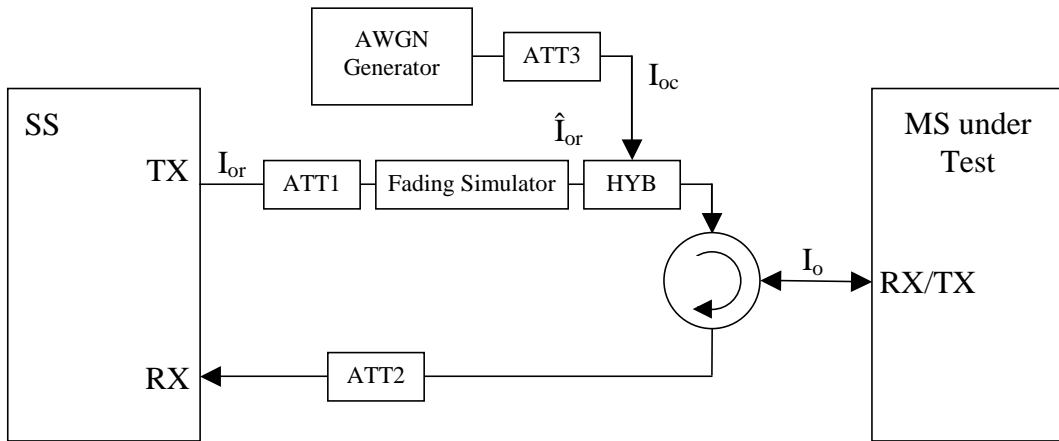 AWGN
Generator
ATT3
I_oc
SS
MS under
Test
Î_or
TX
I_or
ATT1
Fading Simulator
HYB
I_o
RX/TX
RX
ATT2